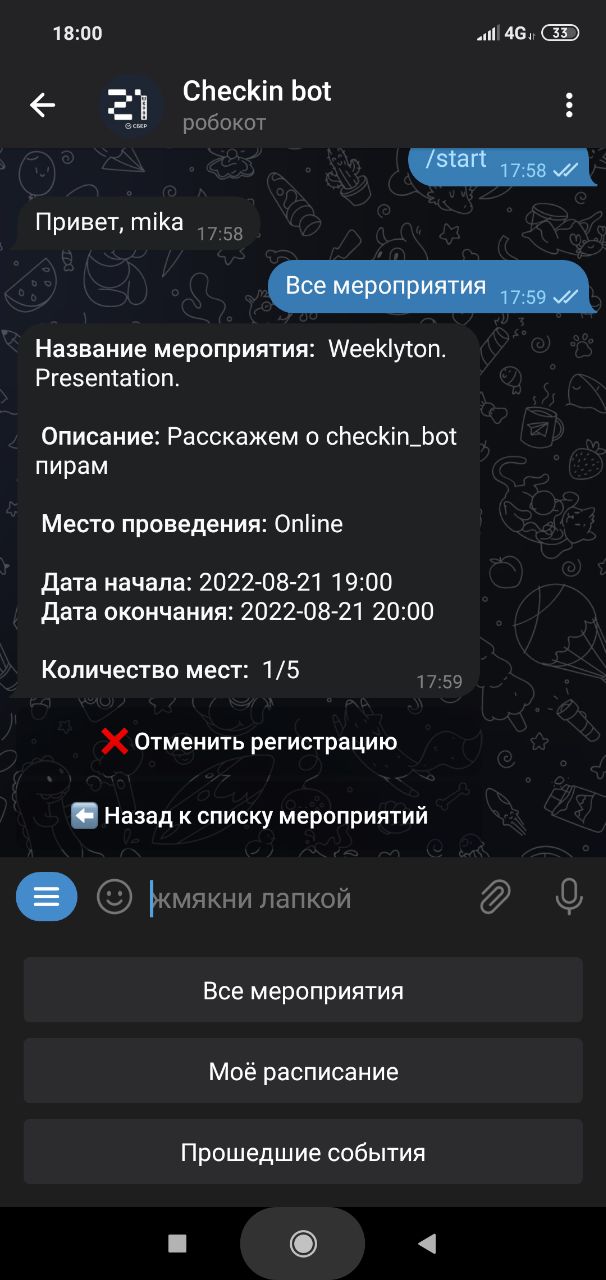 18:00
4G
33
21
СБЕР
Checkin bot
робокот
/start
17:58
Привет, mika
17:58
Все мероприятия
17:59
Название мероприятия: Weeklyton.
Presentation.
Описание: Расскажем о checkin_bot
пирам
Место проведения: Online
Дата начала: 2022-08-21 19:00
Дата окончания: 2022-08-21 20:00
Количество мест: 1/5
17:59
❌ Отменить регистрацию
⬅️ Назад к списку мероприятий
жмякни лапкой
Все мероприятия
Моё расписание
Прошедшие события